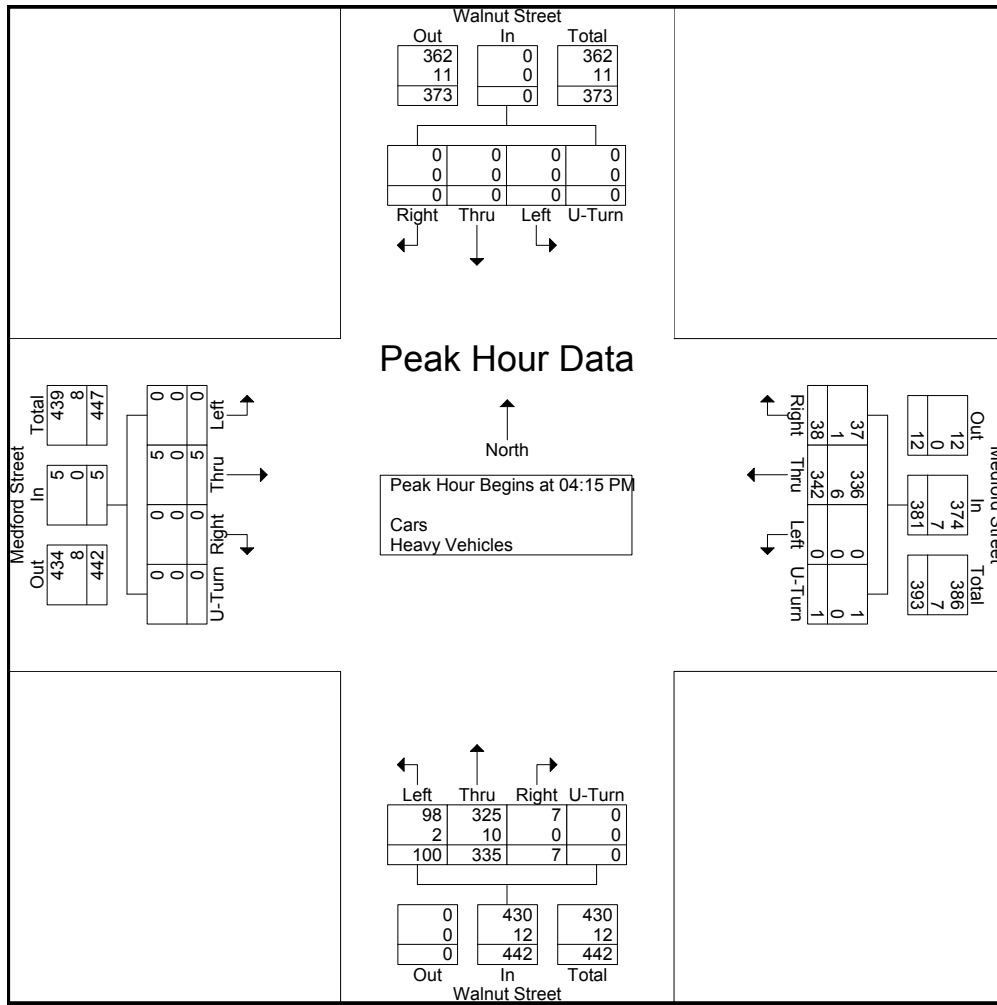 Walnut Street
Out In Total
362 0 362
11 0 11
373 0 373
0 0 0 0
0 0 0 0
0 0 0 0
Right Thru Left U-Turn
Peak Hour Data
North
Peak Hour Begins at 04:15 PM
Cars
Heavy Vehicles
Medford Street
Total In Out
439 5 434
8 0 8
447 5 442
0 5 0 0
0 0 0 0
0 5 0 0
Left Thru Right U-Turn
Medford Street
Out In Total
12 374 386
0 7 7
12 381 393
37 336 0 1
1 6 0 0
38 342 0 1
Right Thru Left U-Turn
Left Thru Right U-Turn
98 325 7 0
2 10 0 0
100 335 7 0
0 430 430
0 12 12
0 442 442
Out In Total
Walnut Street